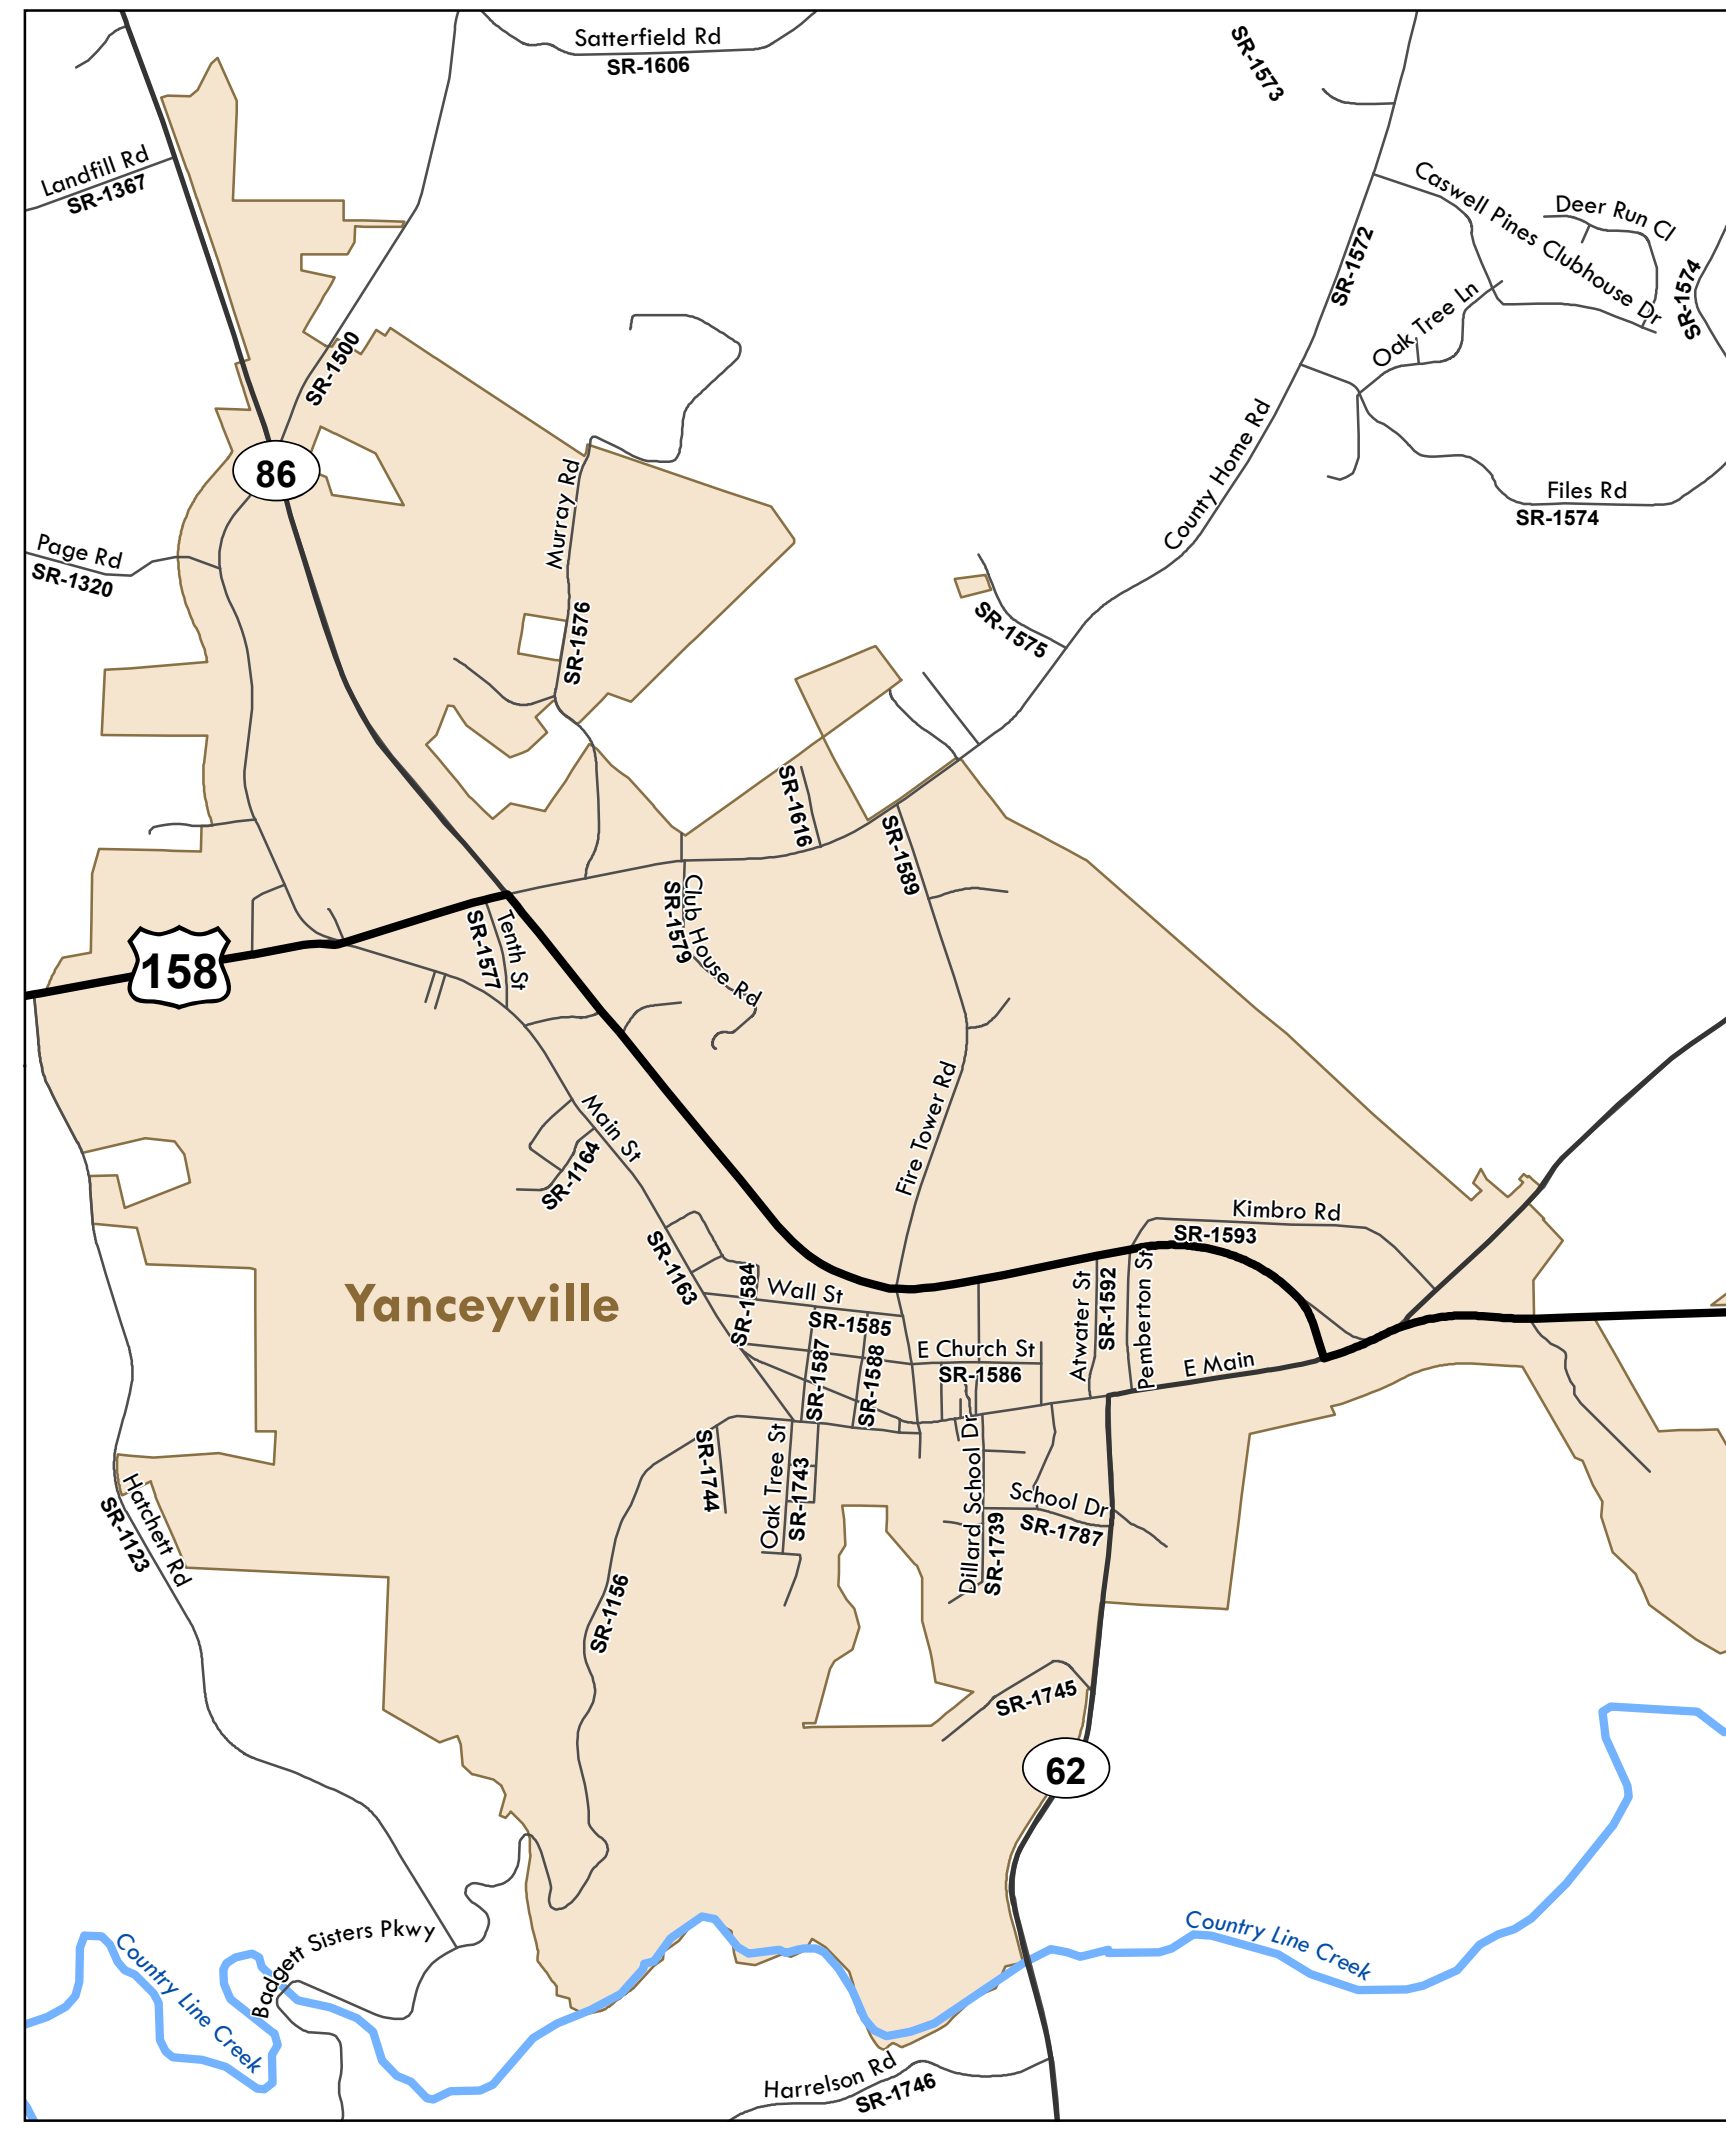 Satterfield Rd
SR-1606
SR-1573
Landfill Rd
SR-1367
Caswell Pines Clubhouse Dr
Deer Run Cl
SR-1572
SR-1574
Oak Tree Ln
SR-1500
County Home Rd
86
Murray Rd
Files Rd
SR-1574
Page Rd
SR-1320
SR-1576
SR-1575
SR-1616
SR-1589
Club House Rd
SR-1579
Tenth St
SR-1577
158
Main St
SR-1164
Fire Tower Rd
Kimbro Rd
SR-1593
SR-1163
SR-1584
Wall St
SR-1585
Yanceyville
Atwater St
SR-1592
Pemberton St
E Church St
SR-1586
SR-1587
SR-1588
E Main
SR-1744
Oak Tree St
SR-1743
Dillard School Dr
SR-1739
School Dr
SR-1787
Hatchett Rd
SR-1123
SR-1156
SR-1745
62
Badgett Sisters Pkwy
Country Line Creek
Country Line Creek
Harrelson Rd
SR-1746